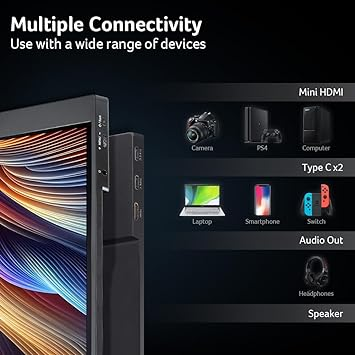 Multiple Connectivity
Use with a wide range of devices
Mini HDMI
Camera
PS4
Computer
Type C x2
Laptop
Smartphone
Switch
Audio Out
Headphones
Speaker